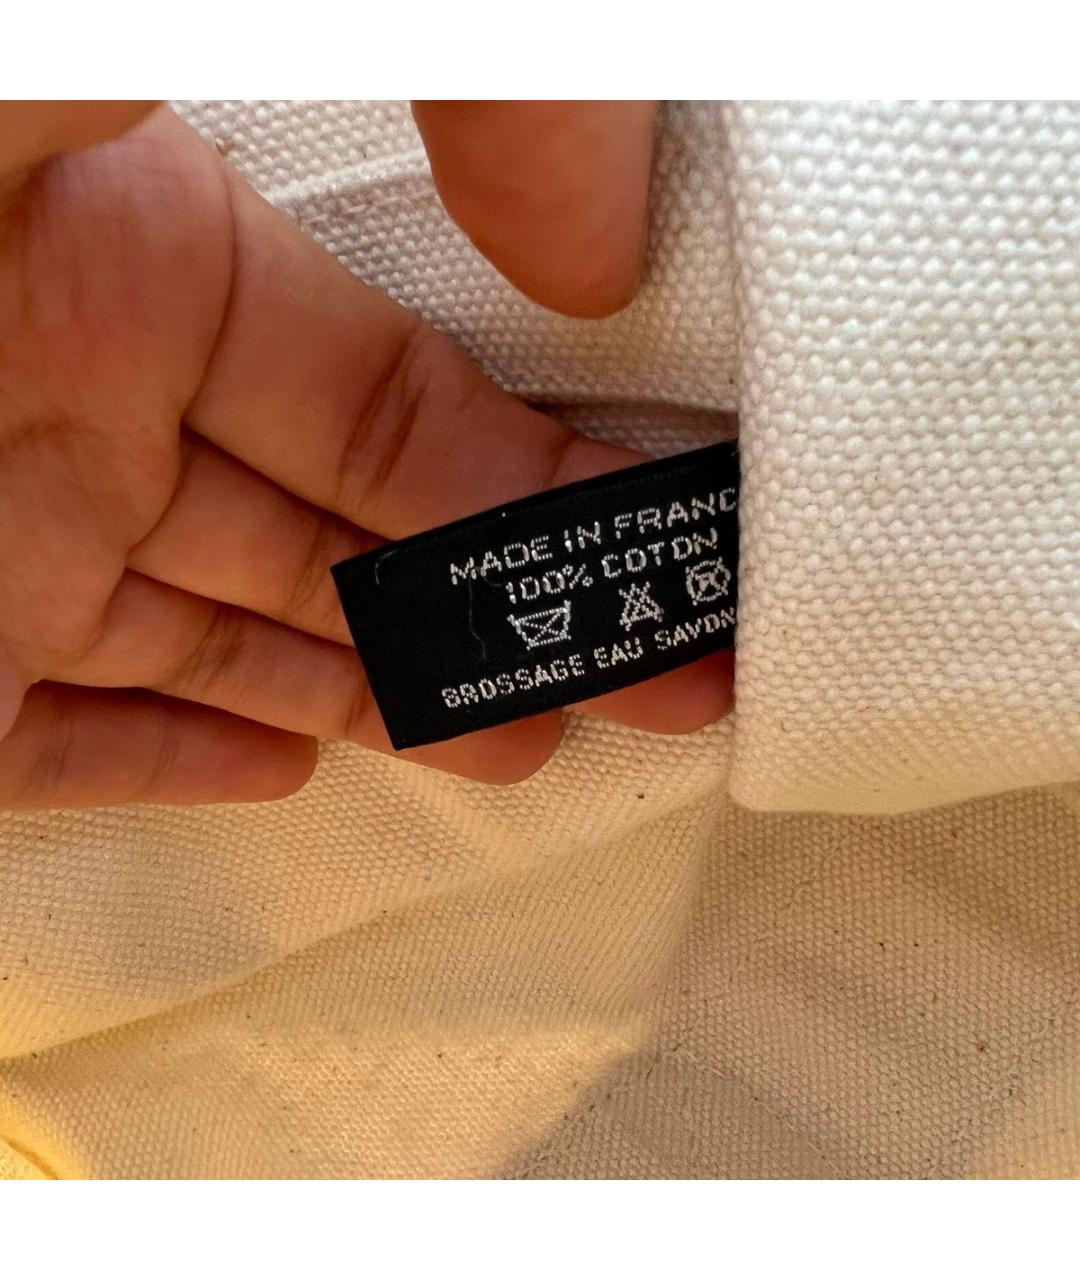 MADE IN FRANC
100% COTON
BROSSAGE EAU SAVON